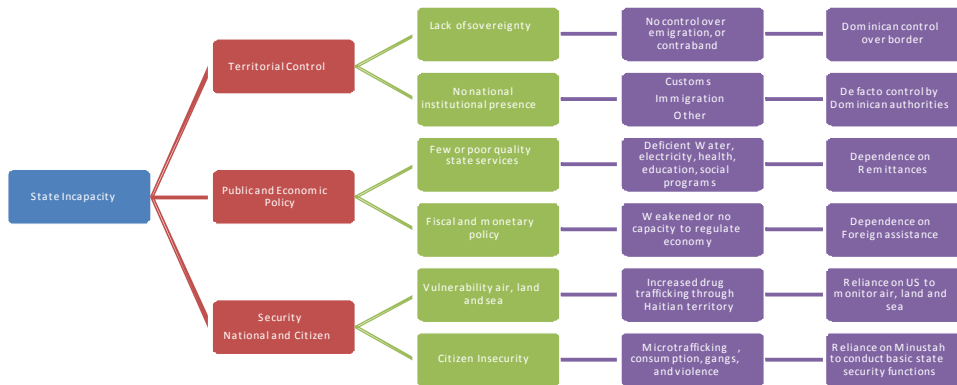 State Incapacity
Territorial Control
Lack of sovereignty
No control over
emigration, or
contraband
Dominican control
over border
No national
institutional presence
Customs
Immigration
Other
De facto control by
Dominican authorities
Public and Economic
Policy
Few or poor quality
state services
Deficient Water,
electricity, health,
education, social
programs
Dependence on
Remittances
Fiscal and monetary
policy
Weakened or no
capacity to regulate
economy
Dependence on
Foreign assistance
Security
National and Citizen
Vulnerability air, land
and sea
Increased drug
trafficking through
Haitian territory
Reliance on US to
monitor air, land and
sea
Citizen Insecurity
Microtrafficking ,
consumption, gangs,
and violence
Reliance on Minustah
to conduct basic state
security functions